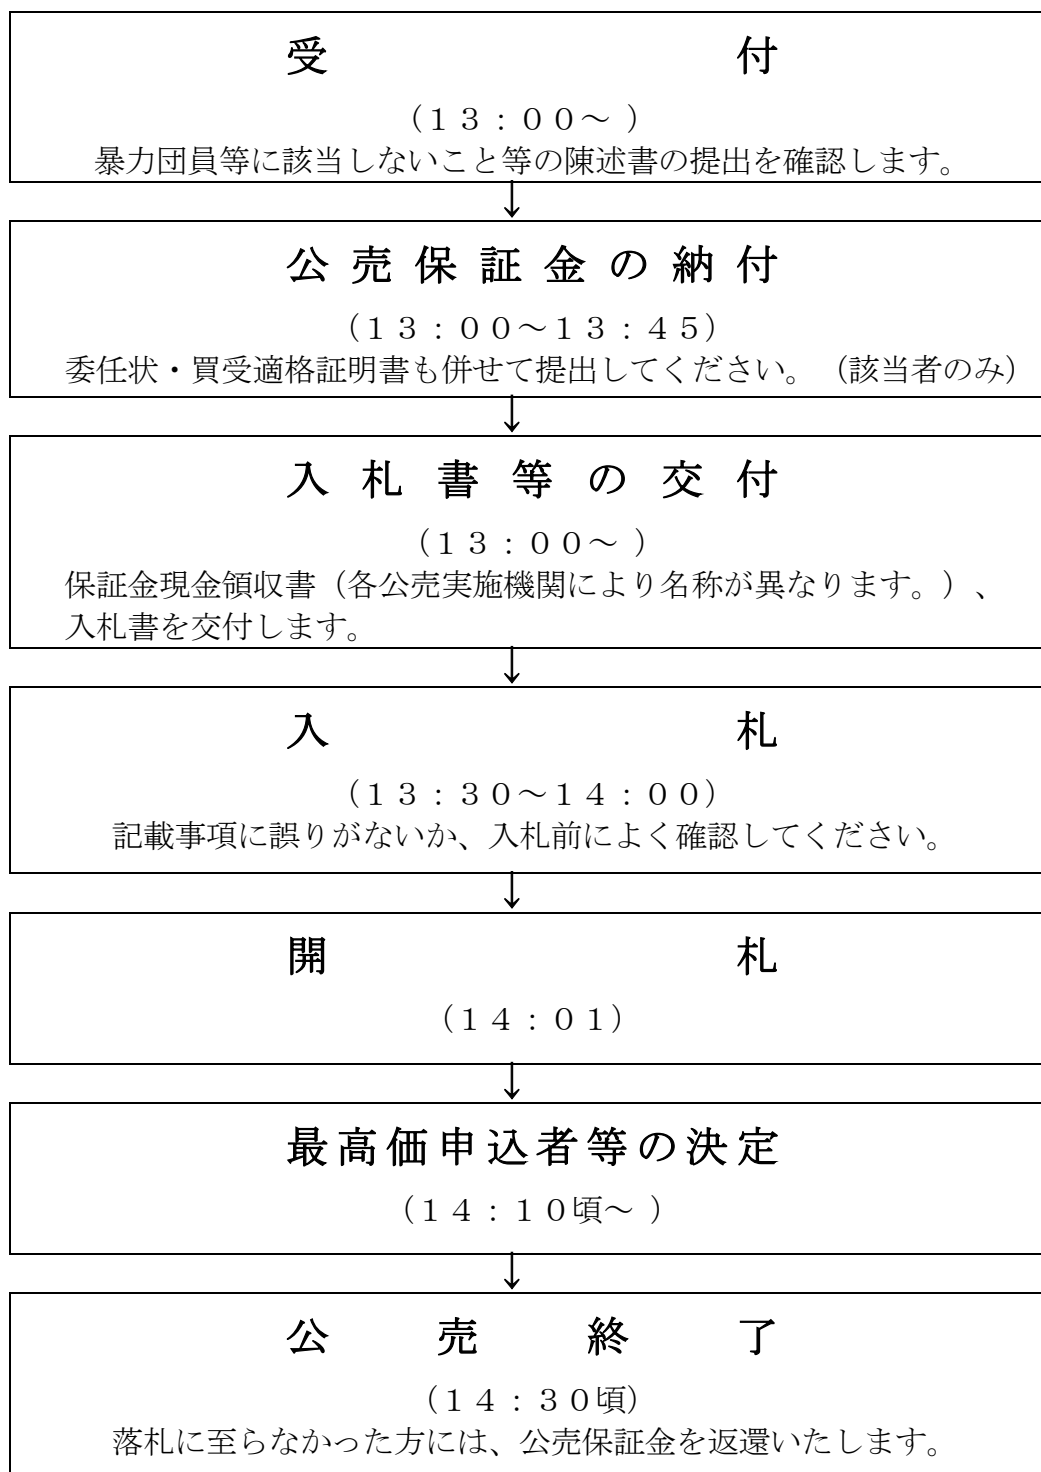 受付
（１３：００～ ）
暴力団員等に該当しないこと等の陳述書の提出を確認します。
↓
公売保証金の納付
（１３：００～１３：４５）
委任状・買受適格証明書も併せて提出してください。（該当者のみ）
↓
入札書等の交付
（１３：００～ ）
保証金現金領収書（各公売実施機関により名称が異なります。）、
入札書を交付します。
↓
入札
（１３：３０～１４：００）
記載事項に誤りがないか、入札前によく確認してください。
↓
開札
（１４：０１）
↓
最高価申込者等の決定
（１４：１０頃～ ）
↓
公売終了
（１４：３０頃）
落札に至らなかった方には、公売保証金を返還いたします。